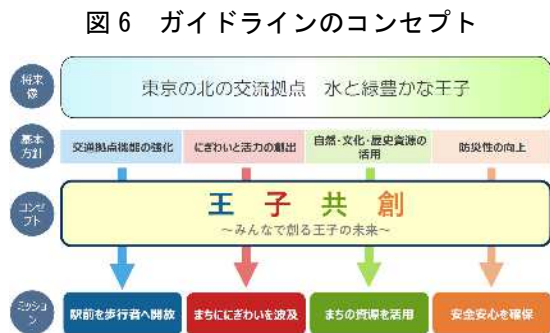 図6 ガイドラインのコンセプト
将来
像
東京の北の交流拠点 水と緑豊かな王子
基本
方針
交通拠点機能の強化
にぎわいと活力の創出
自然・文化・歴史資源の
活用
防災性の向上
コンセ
プト
王子共創
～みんなで創る王子の未来～
ミッショ
ン
駅前を歩行者へ開放
まちににぎわいを波及
まちの資源を活用
安全安心を確保